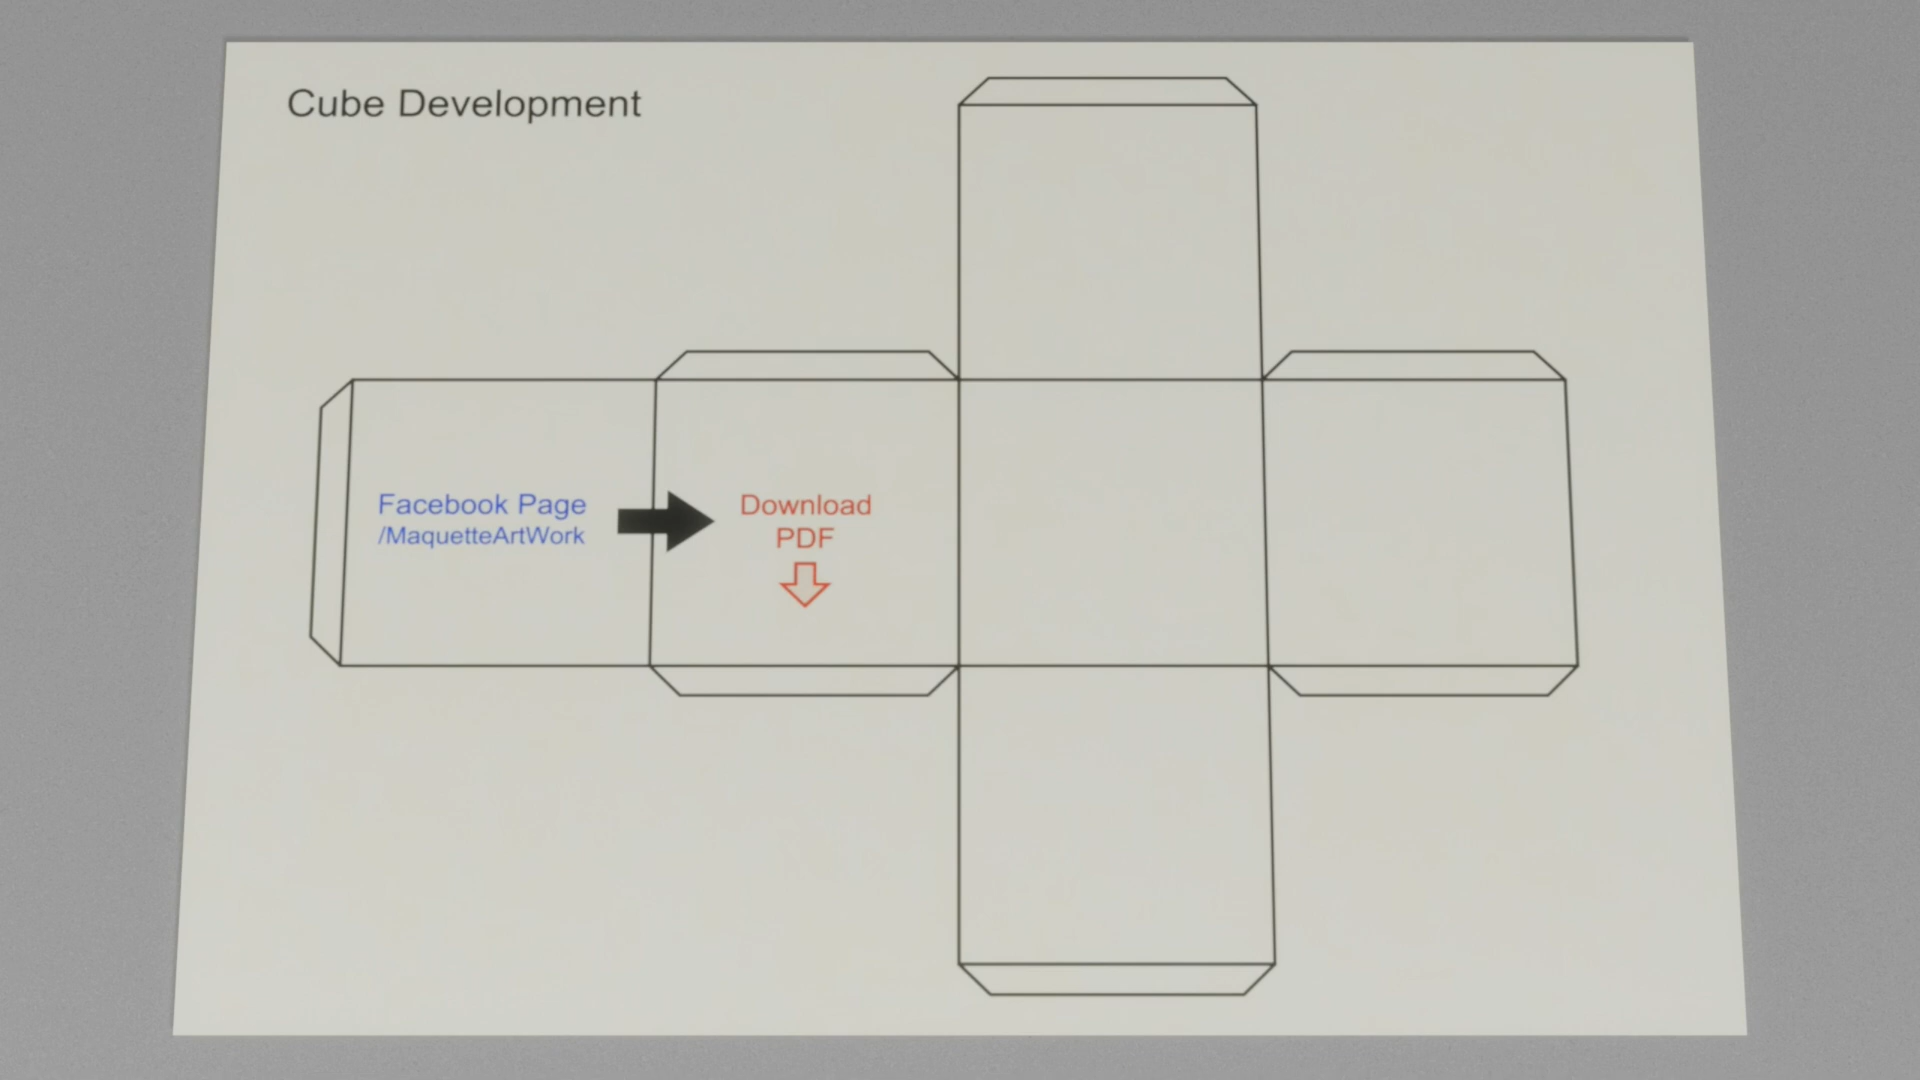 Cube Development
Facebook Page
/MaquetteArtWork
Download
PDF